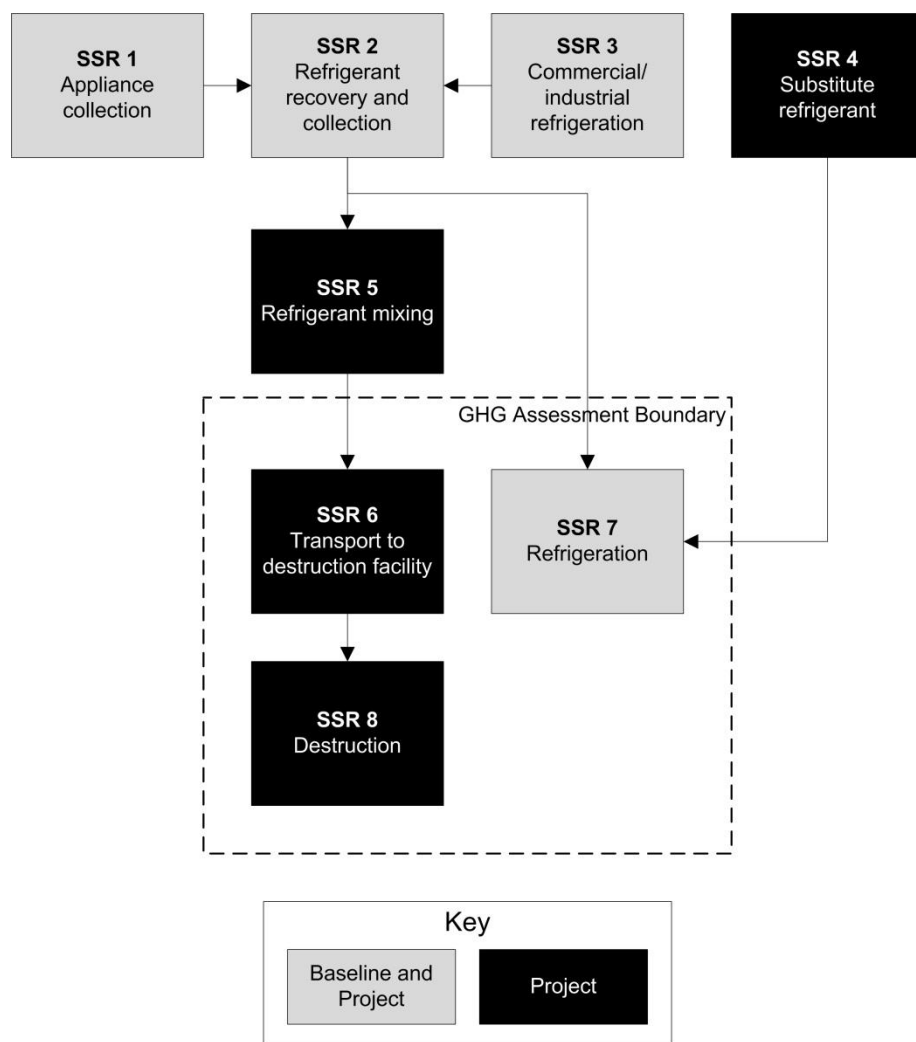 SSR 1
Appliance
collection
SSR 2
Refrigerant
recovery and
collection
SSR 3
Commercial/
industrial
refrigeration
SSR 4
Substitute
refrigerant
SSR 5
Refrigerant mixing
GHG Assessment Boundary
SSR 6
Transport to
destruction facility
SSR 7
Refrigeration
SSR 8
Destruction
Key
Baseline and
Project
Project